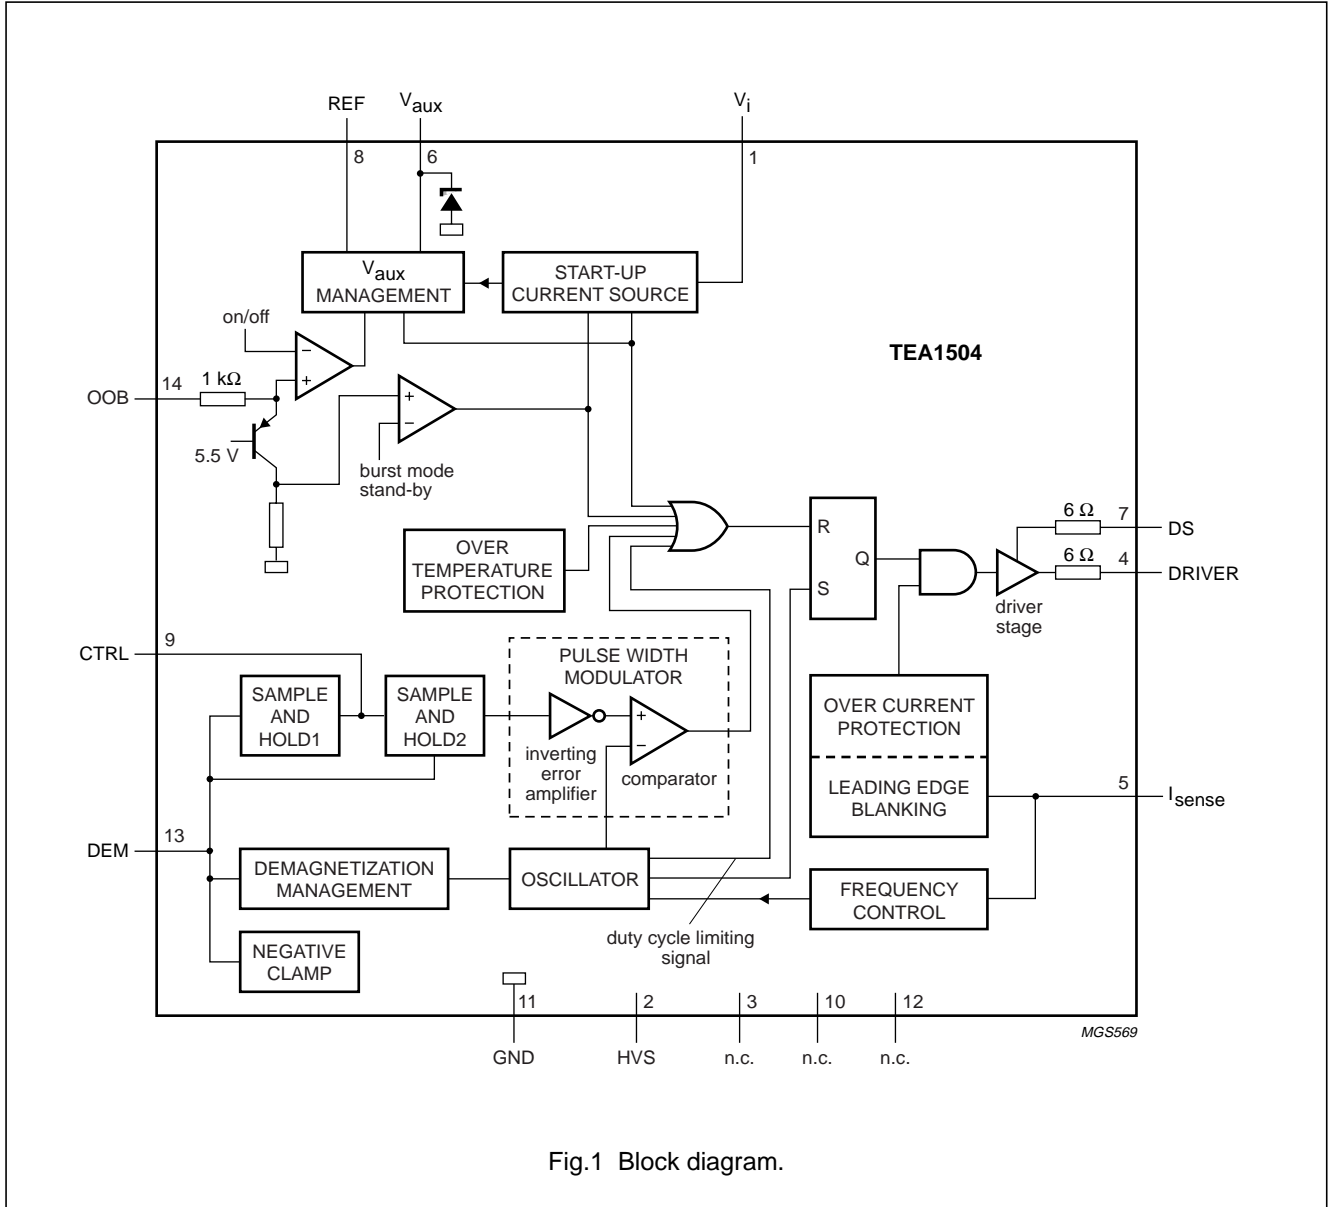 REF
Vaux
Vi
8
6
1
Vaux
MANAGEMENT
START-UP
CURRENT SOURCE
on/off
−
+
TEA1504
14
1 kΩ
OOB
+
−
5.5 V
burst mode
stand-by
OVER
TEMPERATURE
PROTECTION
R
Q
S
6 Ω
7
DS
6 Ω
4
DRIVER
driver
stage
9
CTRL
SAMPLE
AND
HOLD1
SAMPLE
AND
HOLD2
PULSE WIDTH
MODULATOR
+
−
inverting
error
amplifier
comparator
OVER CURRENT
PROTECTION
LEADING EDGE
BLANKING
5
Isense
13
DEM
DEMAGNETIZATION
MANAGEMENT
OSCILLATOR
FREQUENCY
CONTROL
NEGATIVE
CLAMP
duty cycle limiting
signal
11
2
3
10
12
GND
HVS
n.c.
n.c.
n.c.
MGS569
Fig.1 Block diagram.